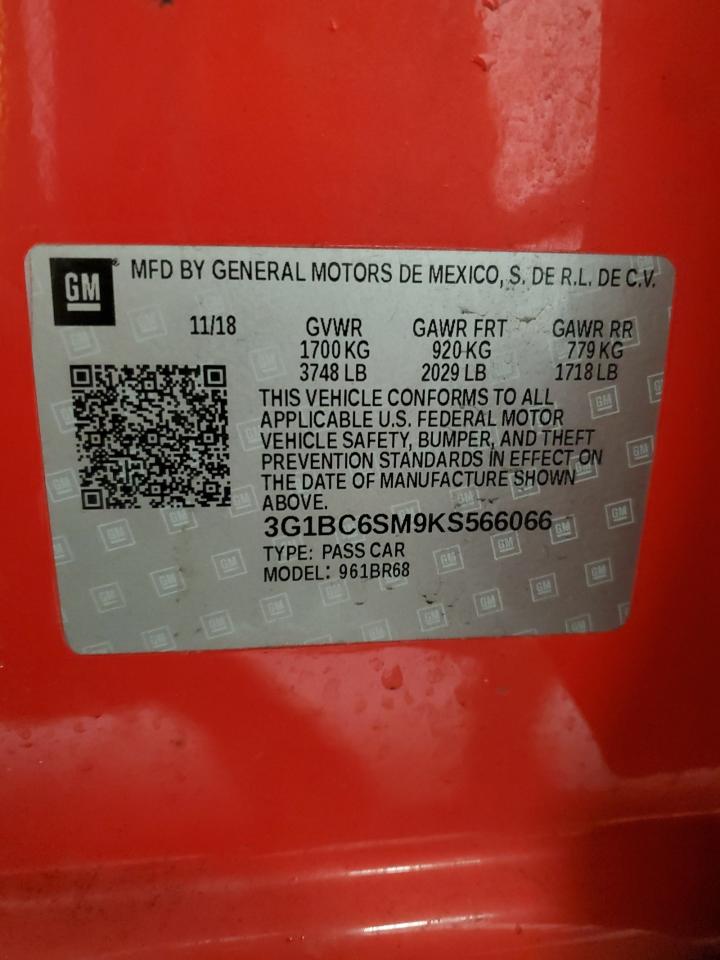 GM
MFD BY GENERAL MOTORS DE MEXICO, S. DE R.L. DE C.V.
11/18 GVWR GAWR FRT GAWR RR
1700 KG 920 KG 779 KG
3748 LB 2029 LB 1718 LB
THIS VEHICLE CONFORMS TO ALL
APPLICABLE U.S. FEDERAL MOTOR
VEHICLE SAFETY, BUMPER, AND THEFT
PREVENTION STANDARDS IN EFFECT ON
THE DATE OF MANUFACTURE SHOWN
ABOVE.
3G1BC6SM9KS566066
TYPE: PASS CAR
MODEL: 961BR68